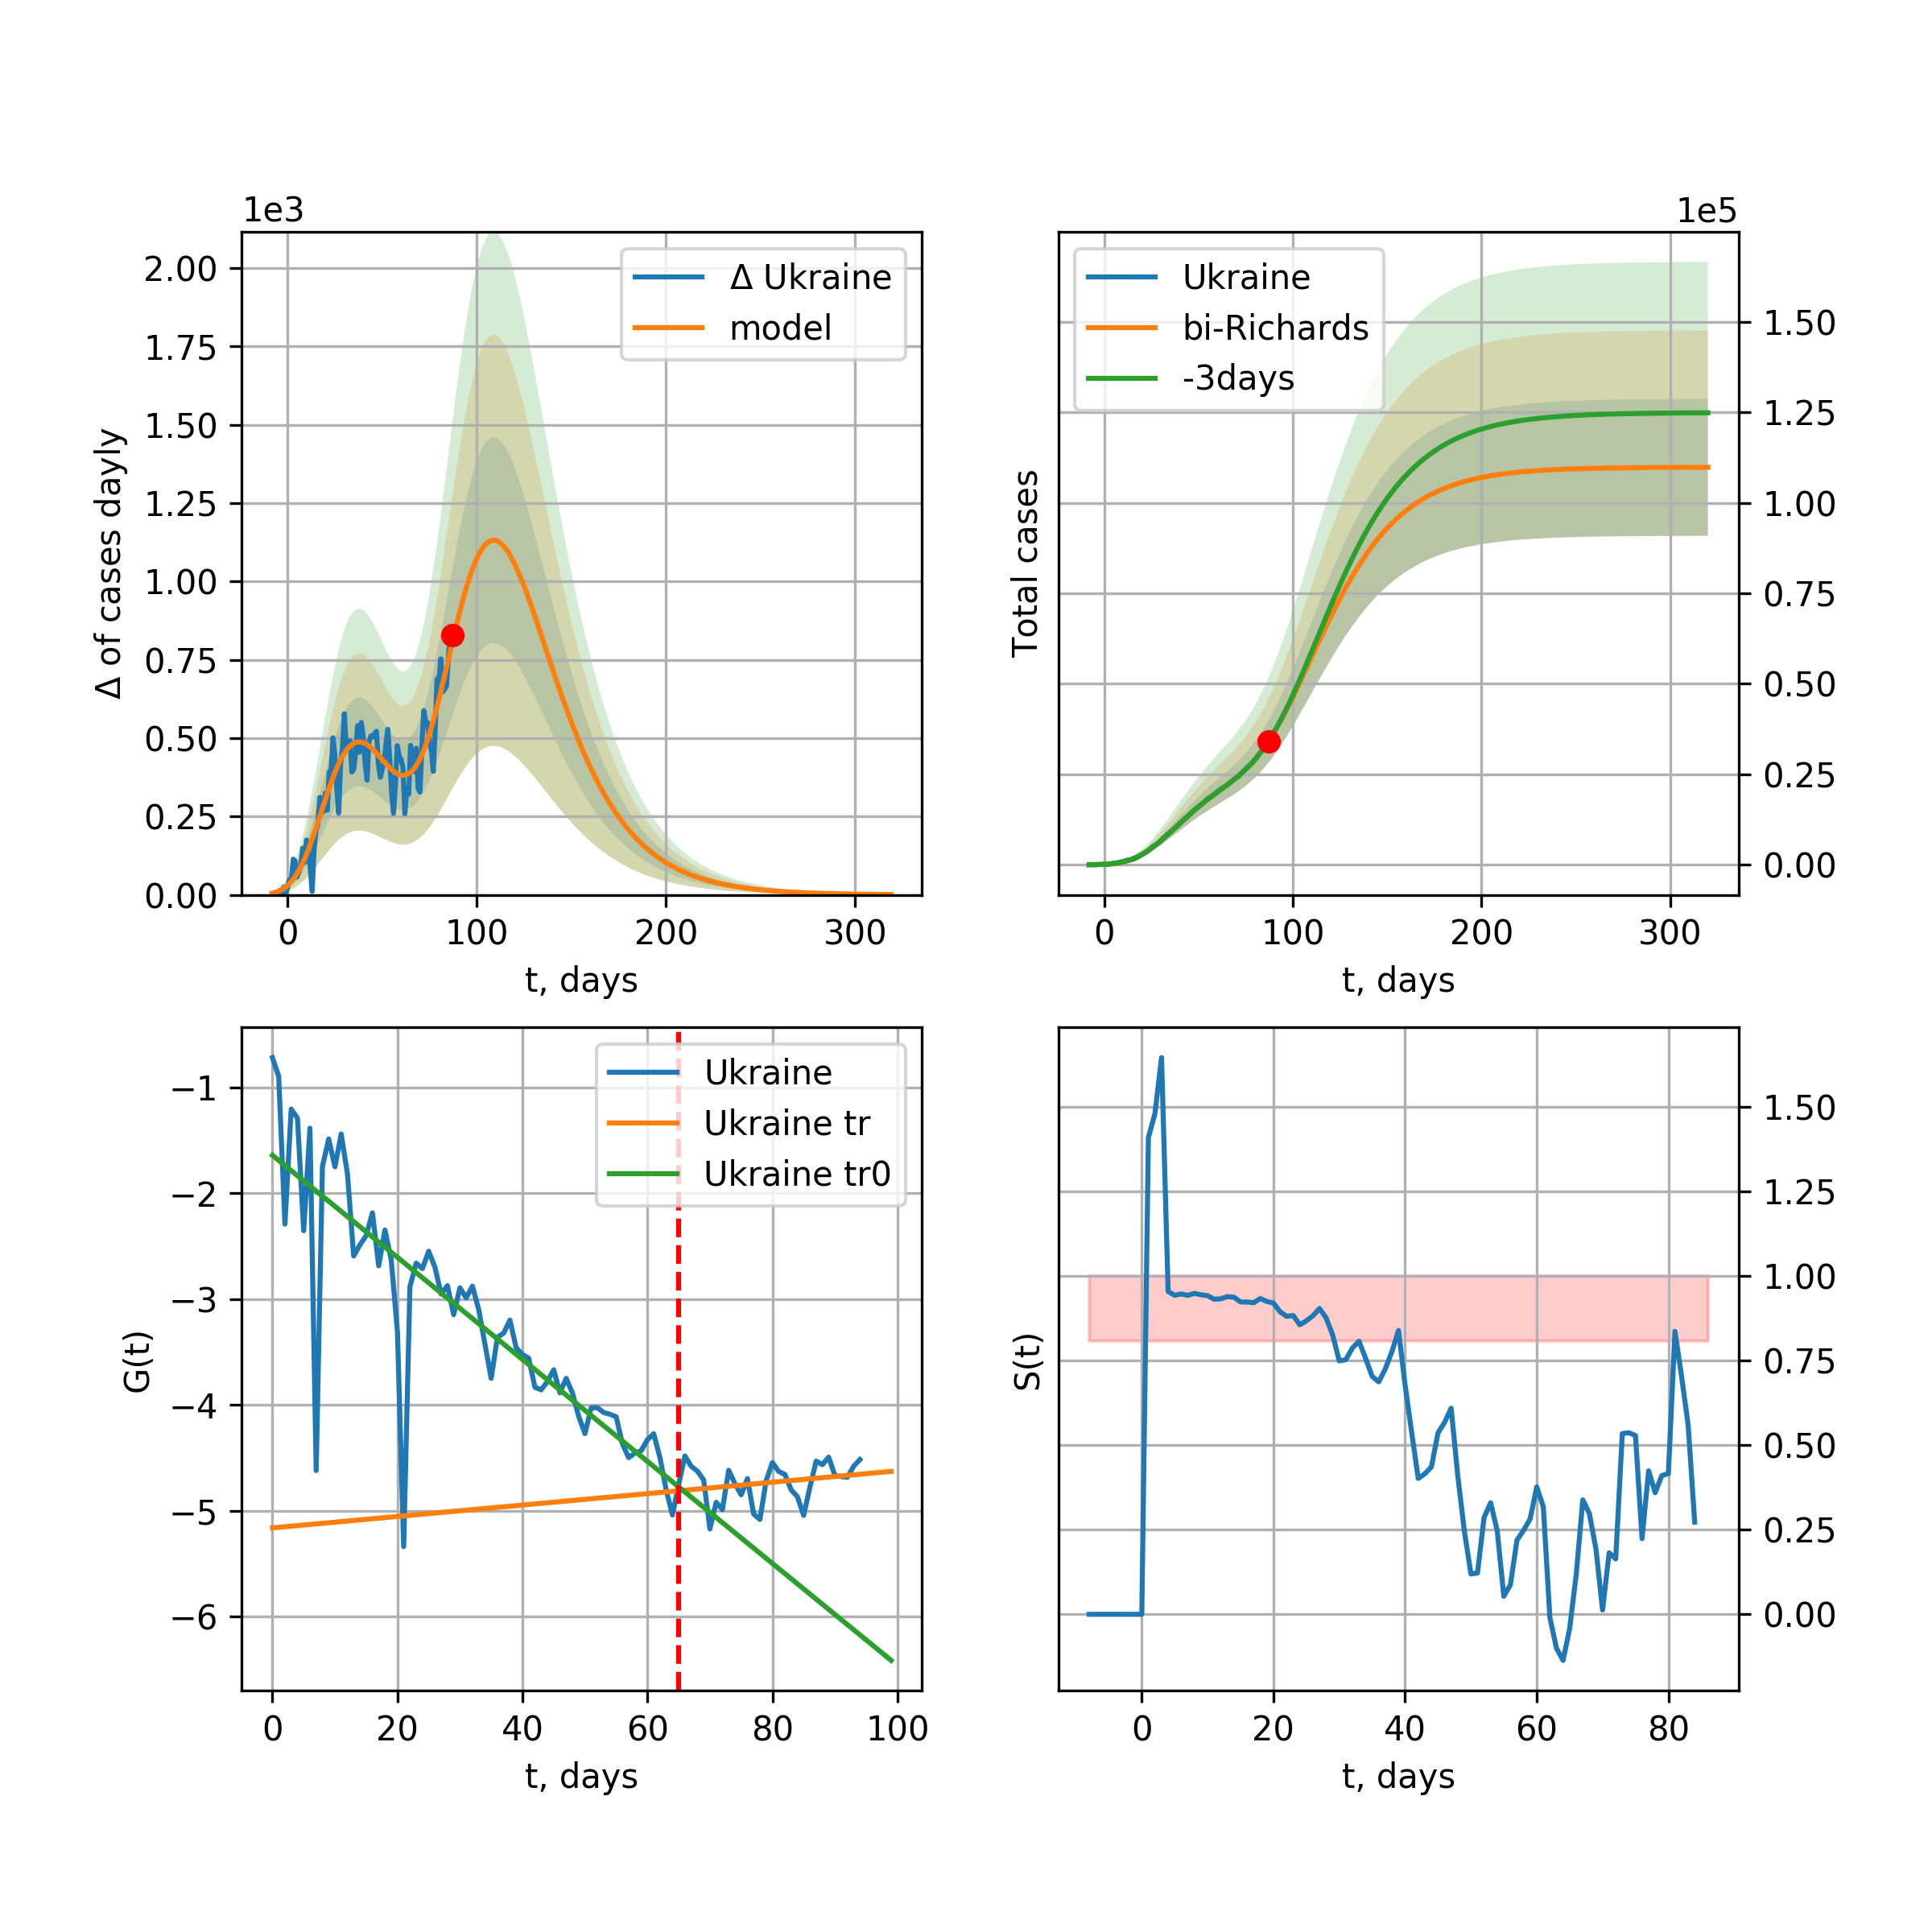 1e3
2.00
1.75
1.50
1.25
1.00
0.75
0.50
0.25
0.00
Δ of cases dayly
0 100 200 300
t, days
Δ Ukraine
model
1e5
Ukraine
bi-Richards
-3days
Total cases
1.50
1.25
1.00
0.75
0.50
0.25
0.00
0 100 200 300
t, days
−1
−2
−3
−4
−5
−6
G(t)
Ukraine
Ukraine tr
Ukraine tr0
0 20 40 60 80 100
t, days
S(t)
1.50
1.25
1.00
0.75
0.50
0.25
0.00
0 20 40 60 80
t, days